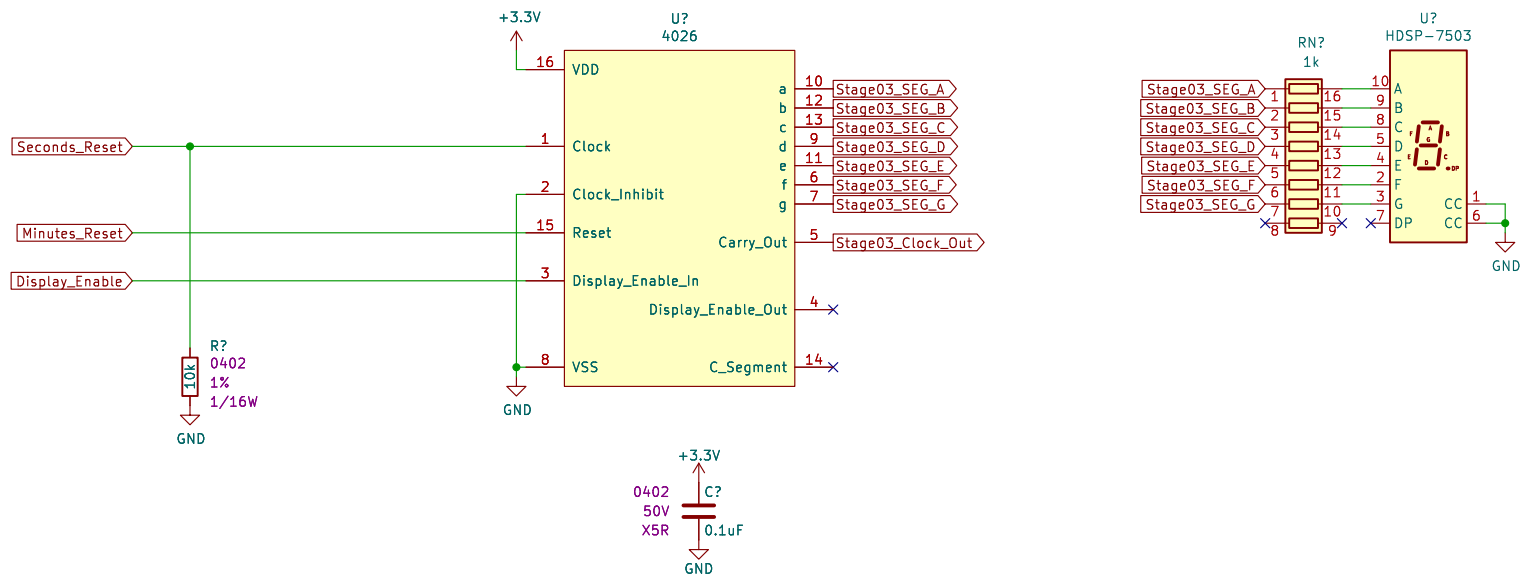 +3.3V
U?
4026
16 VDD
Seconds_Reset
1 Clock
2 Clock_Inhibit
Minutes_Reset
15 Reset
Display_Enable
3 Display_Enable_In
8 VSS
GND
a 10 Stage03_SEG_A
b 12 Stage03_SEG_B
c 13 Stage03_SEG_C
d 9 Stage03_SEG_D
e 11 Stage03_SEG_E
f 6 Stage03_SEG_F
g 7 Stage03_SEG_G
Carry_Out 5 Stage03_Clock_Out
Display_Enable_Out 4
C_Segment 14
R?
10k
0402
1%
1/16W
GND
+3.3V
0402 C?
50V
X5R 0.1uF
GND
RN?
1k
U?
HDSP-7503
Stage03_SEG_A 1 16 10 A
Stage03_SEG_B 2 15 9 B
Stage03_SEG_C 3 14 8 C
Stage03_SEG_D 4 13 5 D
Stage03_SEG_E 5 12 4 E
Stage03_SEG_F 6 11 2 F
Stage03_SEG_G 7 10 3 G
8 9 7 DP
A
F B
G
E C
D
DP
CC 1
CC 6
GND